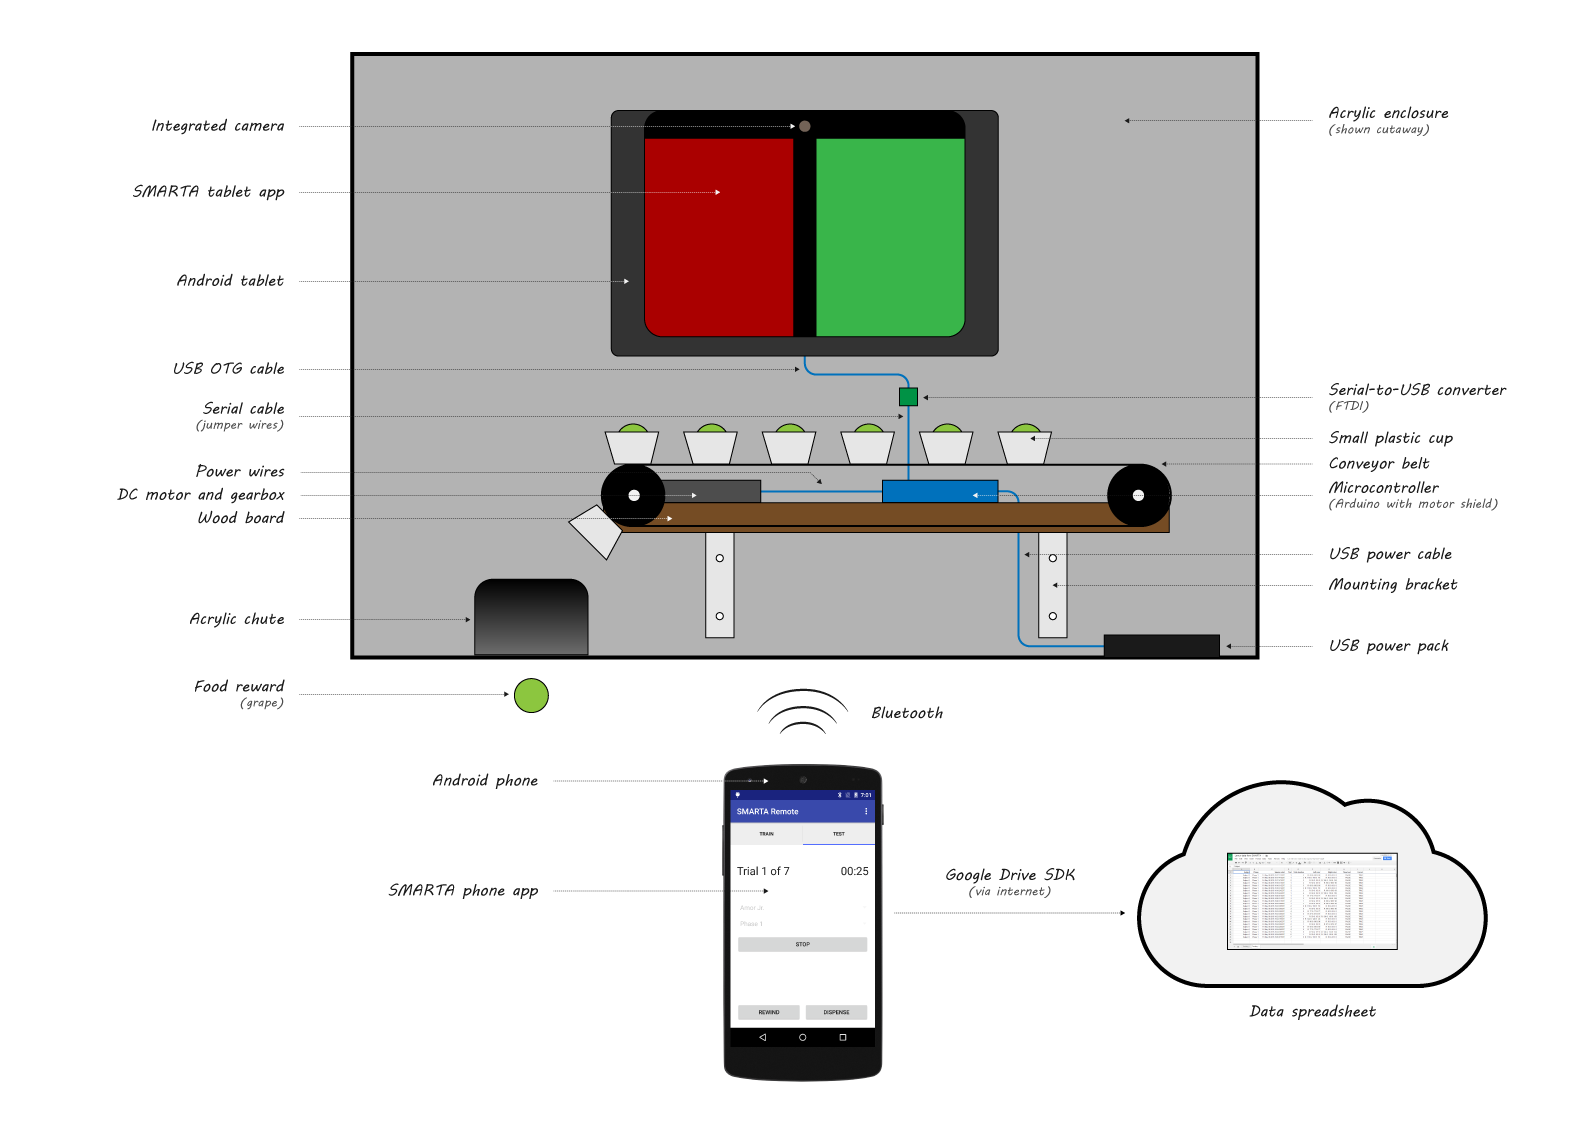 Integrated camera
SMARTA tablet app
Android tablet
USB OTG cable
Serial cable
(jumper wires)
Power wires
DC motor and gearbox
Wood board
Acrylic chute
Food reward
(grape)
Acrylic enclosure
(shown cutaway)
Serial-to-USB converter
(FTDI)
Small plastic cup
Conveyor belt
Microcontroller
(Arduino with motor shield)
USB power cable
Mounting bracket
USB power pack
Bluetooth
Android phone
SMARTA phone app
7:01
SMARTA Remote
TRAIN TEST
Trial 1 of 7 00:25
Phase 1
STOP
REWIND DISPENSE
Google Drive SDK
(via internet)
Data spreadsheet